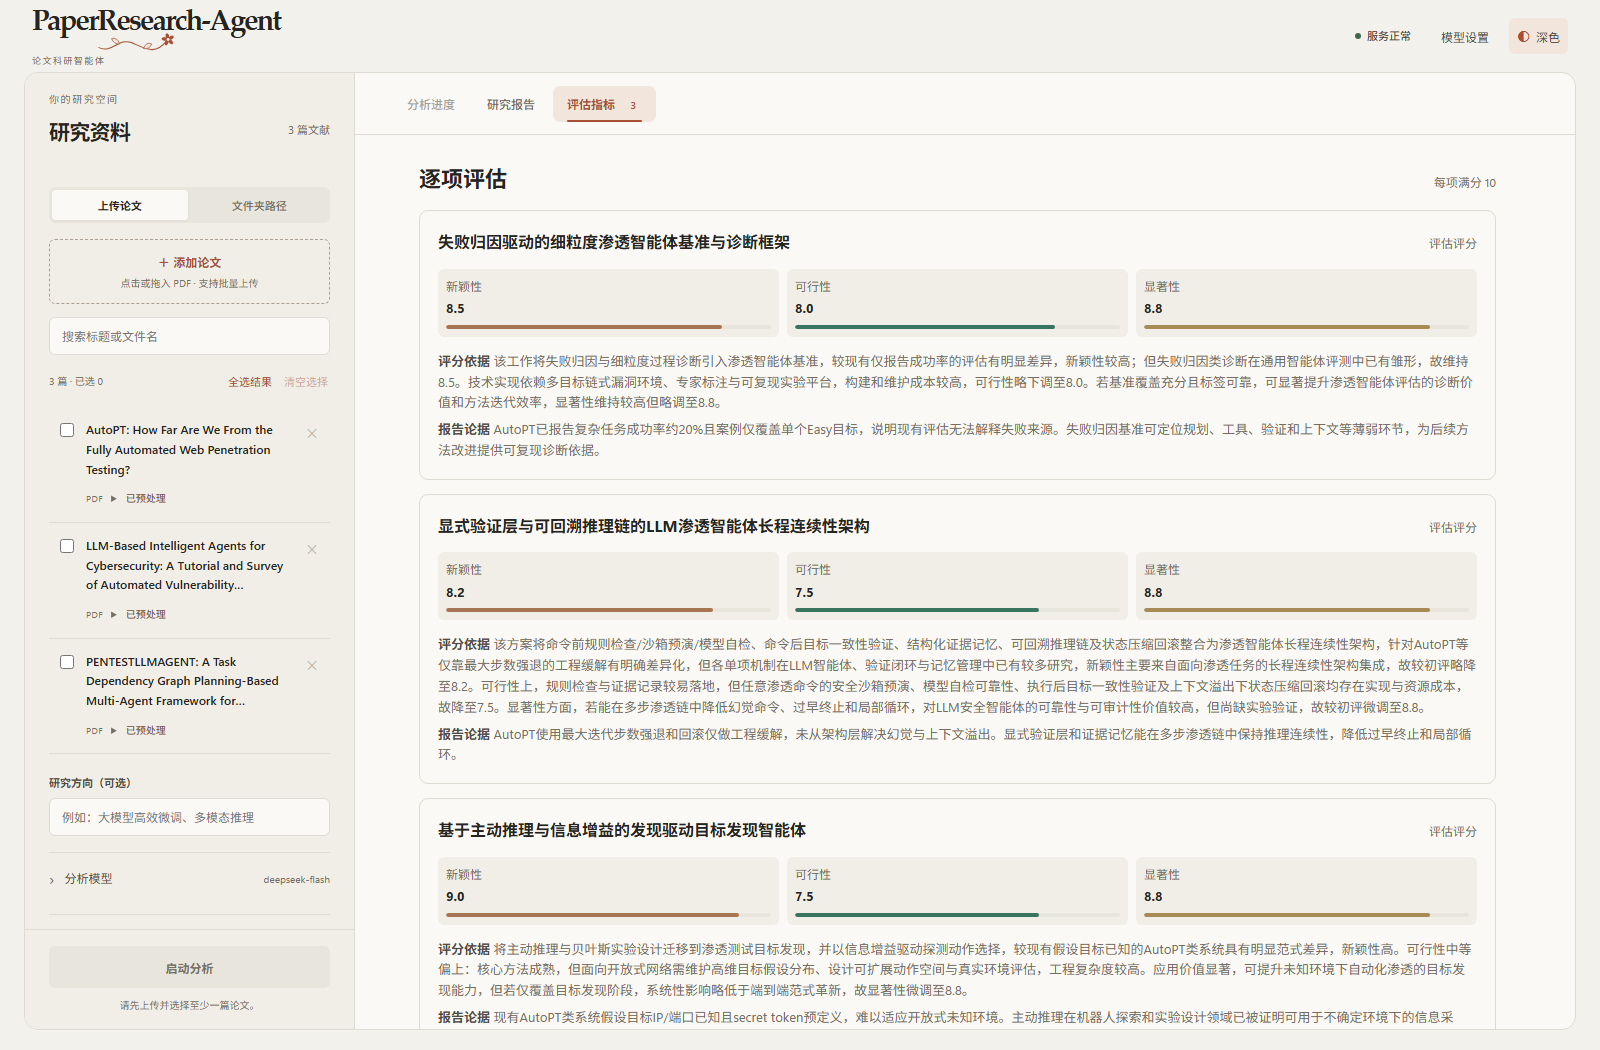 PaperResearch-Agent
论文科研智能体
服务正常
模型设置
深色
你的研究空间
研究资料
3 篇文献
上传论文
文件夹路径
+ 添加论文
点击或拖入 PDF · 支持批量上传
搜索标题或文件名
3 篇 · 已选 0
全选结果
清空选择
AutoPT: How Far Are We From the
Fully Automated Web Penetration
Testing?
PDF ▶ 已预处理
LLM-Based Intelligent Agents for
Cybersecurity: A Tutorial and Survey
of Automated Vulnerability...
PDF ▶ 已预处理
PENTESTLLMAGENT: A Task
Dependency Graph Planning-Based
Multi-Agent Framework for...
PDF ▶ 已预处理
研究方向（可选）
例如：大模型高效微调、多模态推理
› 分析模型
deepseek-flash
启动分析
请先上传并选择至少一篇论文。
分析进度
研究报告
评估指标 3
逐项评估
每项满分 10
失败归因驱动的细粒度渗透智能体基准与诊断框架
评估评分
新颖性
8.5
可行性
8.0
显著性
8.8
评分依据 该工作将失败归因与细粒度过程诊断引入渗透智能体基准，较现有仅报告成功率的评估有明显差异，新颖性较高；但失败归因类诊断在通用智能体评测中已有雏形，故维持
8.5。技术实现依赖多目标链式漏洞环境、专家标注与可复现实验平台，构建和维护成本较高，可行性略下调至8.0。若基准覆盖充分且标签可靠，可显著提升渗透智能体评估的诊断价
值和方法迭代效率，显著性维持较高但略调至8.8。
报告论据 AutoPT已报告复杂任务成功率约20%且案例仅覆盖单个Easy目标，说明现有评估无法解释失败来源。失败归因基准可定位规划、工具、验证和上下文等薄弱环节，为后续方
法改进提供可复现诊断依据。
显式验证层与可回溯推理链的LLM渗透智能体长程连续性架构
评估评分
新颖性
8.2
可行性
7.5
显著性
8.8
评分依据 该方案将命令前规则检查/沙箱预演/模型自检、命令后目标一致性验证、结构化证据记忆、可回溯推理链及状态压缩回滚整合为渗透智能体长程连续性架构，针对AutoPT等
仅靠最大步数强退的工程缓解有明确差异化，但各单项机制在LLM智能体、验证闭环与记忆管理中已有较多研究，新颖性主要来自面向渗透任务的长程连续性架构集成，故较初评略降
至8.2。可行性上，规则检查与证据记录较易落地，但任意渗透命令的安全沙箱预演、模型自检可靠性、执行后目标一致性验证及上下文溢出下状态压缩回滚均存在实现与资源成本，
故降至7.5。显著性方面，若能在多步渗透链中降低幻觉命令、过早终止和局部循环，对LLM安全智能体的可靠性与可审计性价值较高，但尚缺实验验证，故较初评微调至8.8。
报告论据 AutoPT使用最大迭代步数强退和回滚仅做工程缓解，未从架构层解决幻觉与上下文溢出。显式验证层和证据记忆能在多步渗透链中保持推理连续性，降低过早终止和局部循
环。
基于主动推理与信息增益的发现驱动目标发现智能体
评估评分
新颖性
9.0
可行性
7.5
显著性
8.8
评分依据 将主动推理与贝叶斯实验设计迁移到渗透测试目标发现，并以信息增益驱动探测动作选择，较现有假设目标已知的AutoPT类系统具有明显范式差异，新颖性高。可行性中等
偏上：核心方法成熟，但面向开放式网络需维护高维目标假设分布、设计可扩展动作空间与真实环境评估，工程复杂度较高。应用价值显著，可提升未知环境下自动化渗透的目标发
现能力，但若仅覆盖目标发现阶段，系统性影响略低于端到端范式革新，故显著性微调至8.8。
报告论据 现有AutoPT类系统假设目标IP/端口已知且secret token预定义，难以适应开放式未知环境。主动推理在机器人探索和实验设计领域已被证明可用于不确定环境下的信息采